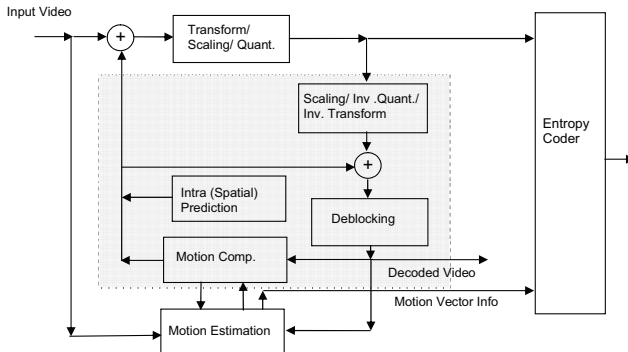 Input Video
+
Transform/
Scaling/ Quant.
Scaling/ Inv .Quant./
Inv. Transform
Entropy
Coder
+
Intra (Spatial)
Prediction
Deblocking
Motion Comp.
Decoded Video
Motion Vector Info
Motion Estimation